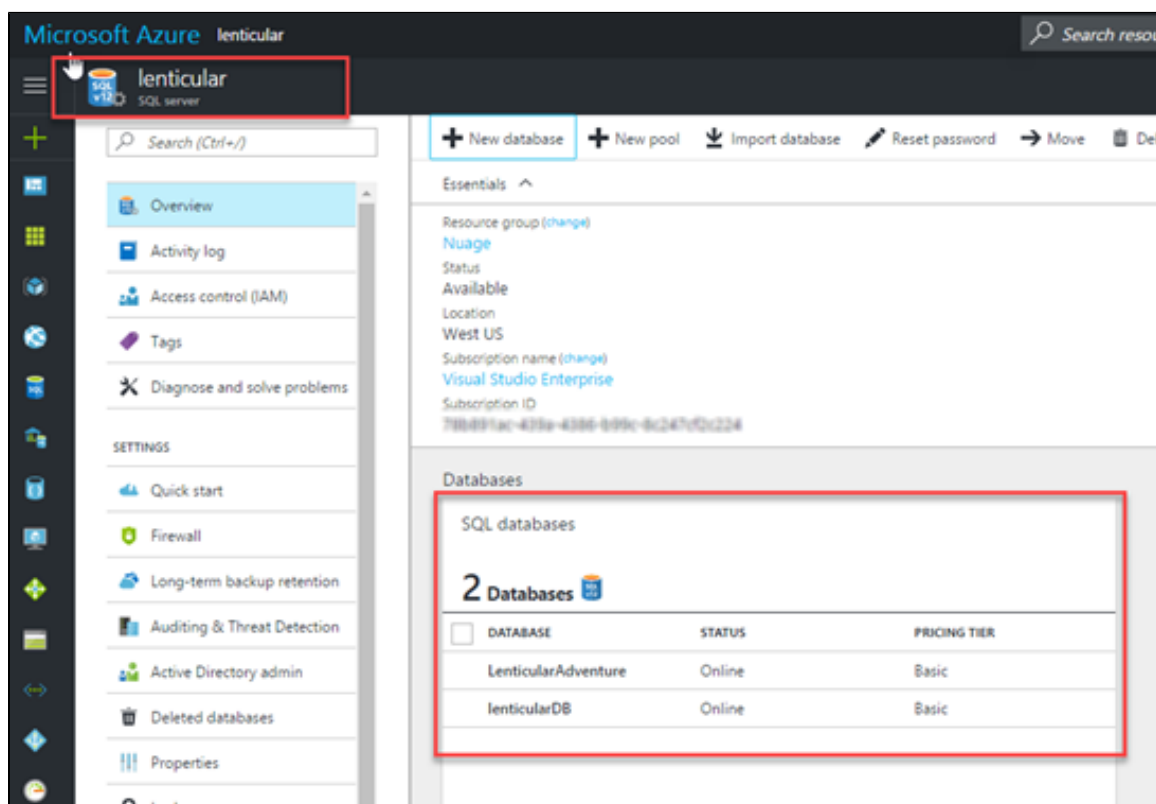 Microsoft Azure lenticular
Search resou
lenticular
SQL server
Search (Ctrl+/)
Overview
Activity log
Access control (IAM)
Tags
Diagnose and solve problems
SETTINGS
Quick start
Firewall
Long-term backup retention
Auditing & Threat Detection
Active Directory admin
Deleted databases
Properties
New database New pool Import database Reset password Move Del
Essentials
Resource group (change)
Nuage
Status
Available
Location
West US
Subscription name (change)
Visual Studio Enterprise
Subscription ID
Databases
SQL databases
2 Databases
DATABASE STATUS PRICING TIER
LenticularAdventure Online Basic
lenticularDB Online Basic